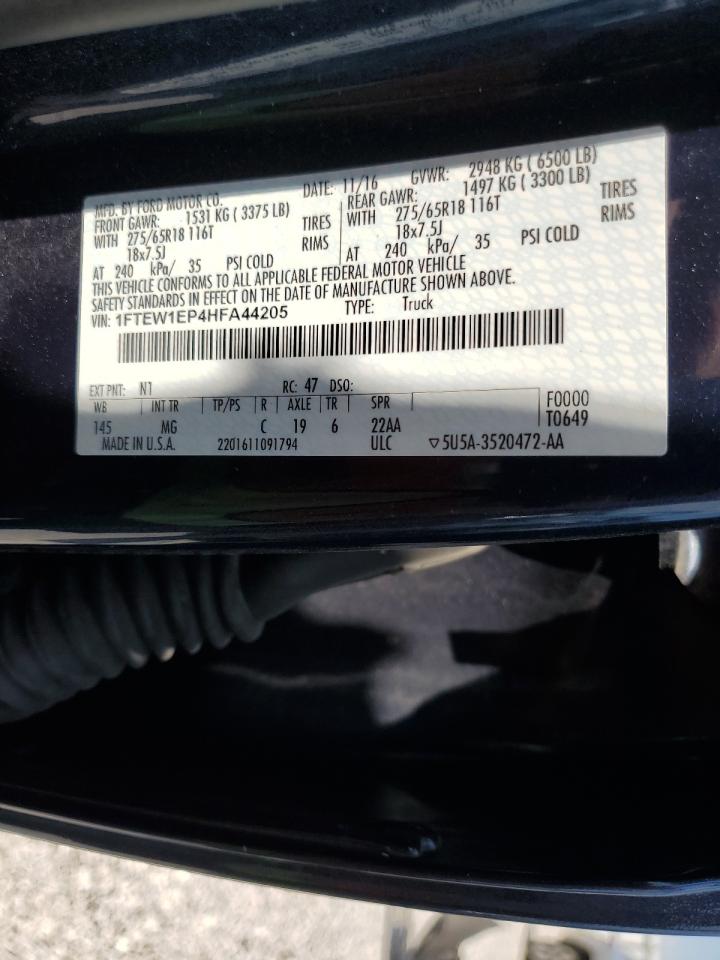 MFD. BY FORD MOTOR CO.
DATE: 11/16 GVWR: 2948 KG ( 6500 LB)
FRONT GAWR: 1531 KG ( 3375 LB)
WITH 275/65R18 116T TIRES
18x7.5J RIMS
AT 240 kPa/ 35 PSI COLD
REAR GAWR: 1497 KG ( 3300 LB)
WITH 275/65R18 116T TIRES
18x7.5J RIMS
AT 240 kPa/ 35 PSI COLD
THIS VEHICLE CONFORMS TO ALL APPLICABLE FEDERAL MOTOR VEHICLE
SAFETY STANDARDS IN EFFECT ON THE DATE OF MANUFACTURE SHOWN ABOVE.
VIN: 1FTEW1EP4HFA44205 TYPE: Truck
EXT PNT: N1 RC: 47 DSO:
WB INT TR TP/PS R AXLE TR SPR
145 MG C 19 6 22AA
F0000
T0649
MADE IN U.S.A. 2201611091794 ULC ▽5U5A-3520472-AA